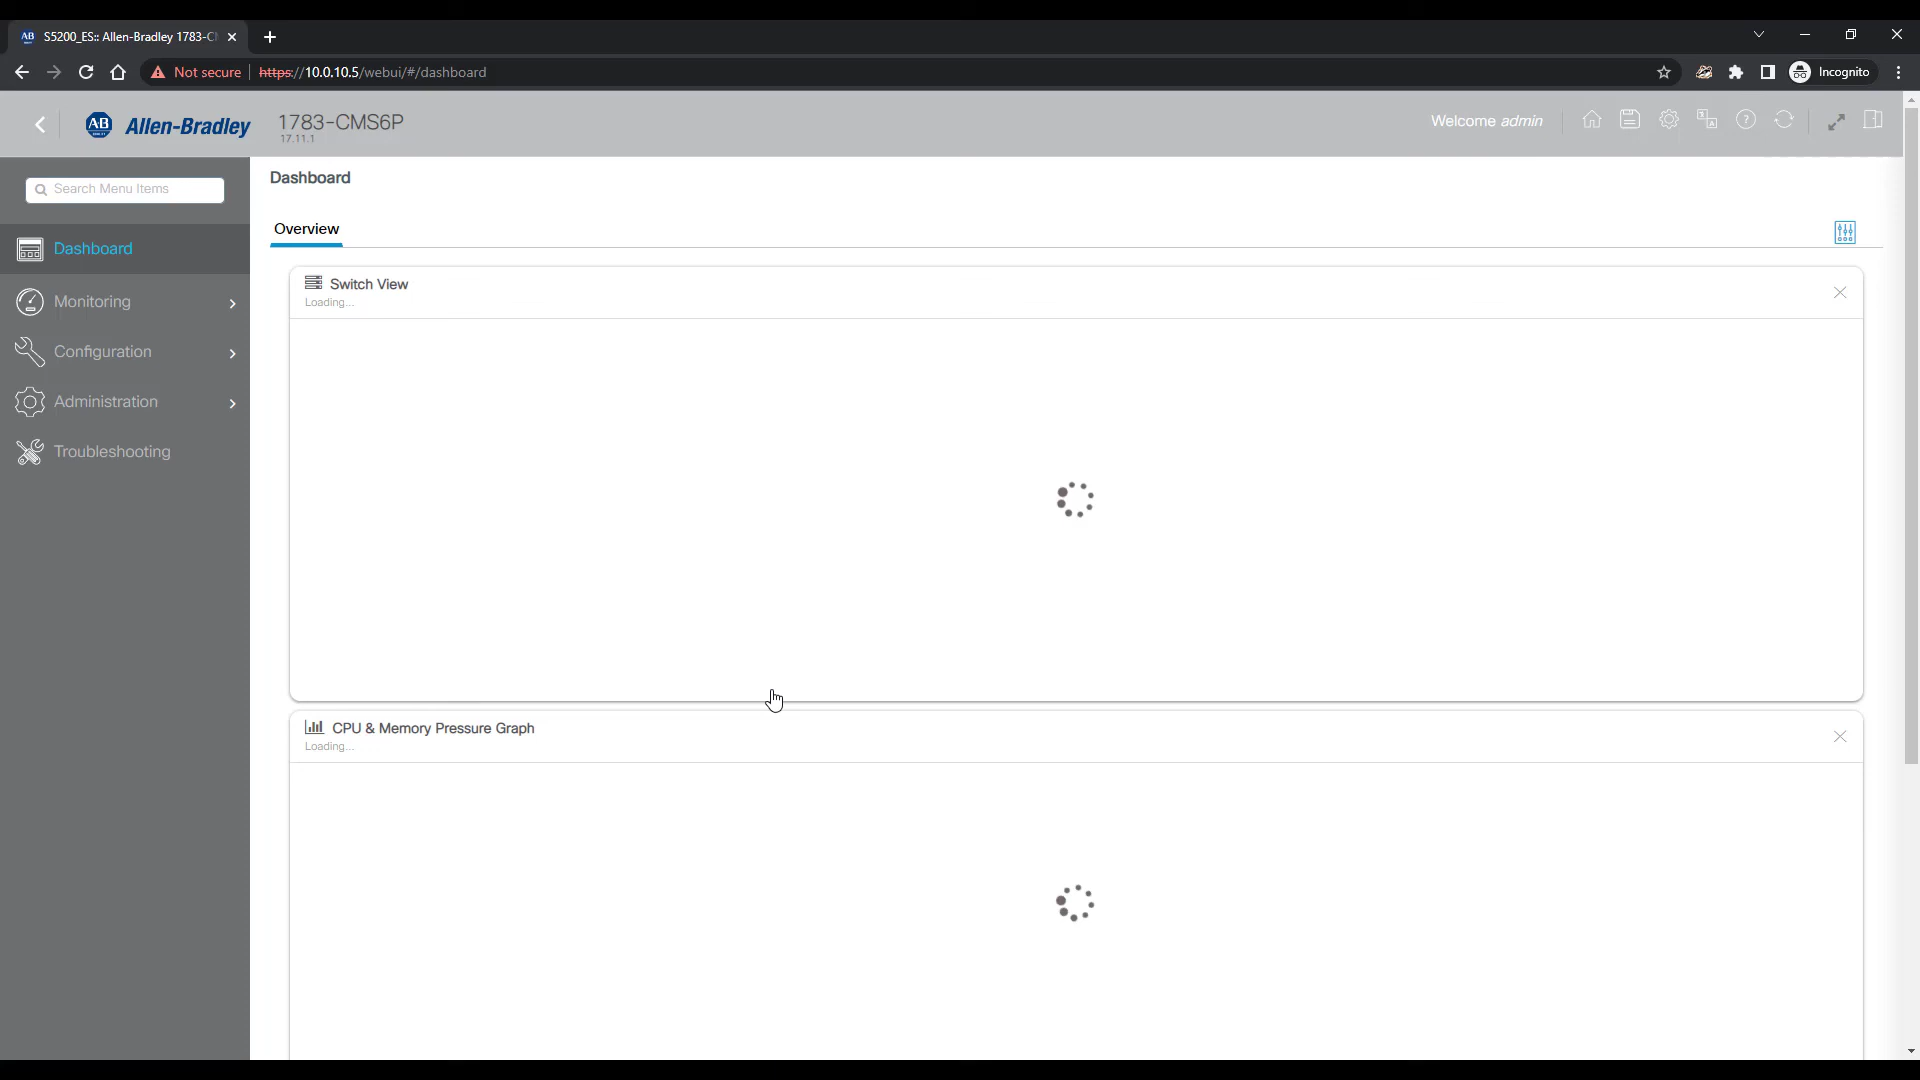 S5200_ES:: Allen-Bradley 1783-C
Not secure https://10.0.10.5/webui/#/dashboard
Incognito
AB Allen-Bradley 1783-CMS6P
17.11.1
Welcome admin
Search Menu Items
Dashboard
Monitoring
Configuration
Administration
Troubleshooting
Dashboard
Overview
Switch View
Loading...
CPU & Memory Pressure Graph
Loading...